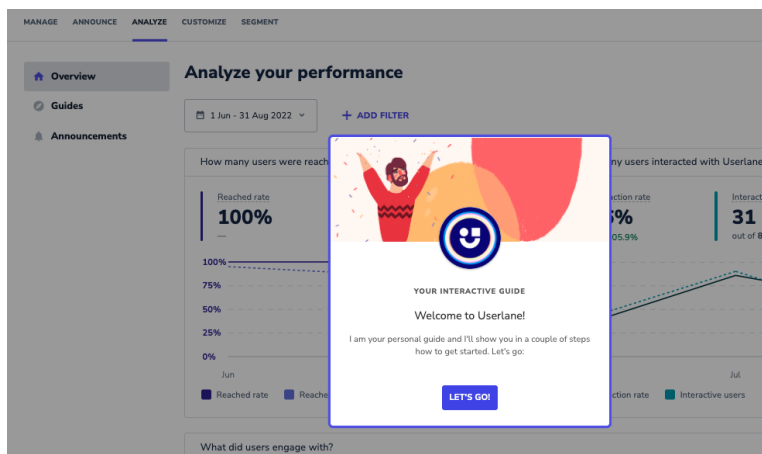 MANAGE ANNOUNCE ANALYZE CUSTOMIZE SEGMENT
Overview
Guides
Announcements
Analyze your performance
1 Jun - 31 Aug 2022
+ ADD FILTER
How many users were reach
ny users interacted with Userlane
Reached rate
100%
—
action rate
6%
05.9%
Interact
31
out of 8
100%
75%
50%
25%
0%
Jun
Jul
Reached rate
Reache
ction rate
Interactive users
YOUR INTERACTIVE GUIDE
Welcome to Userlane!
I am your personal guide and I'll show you in a couple of steps
how to get started. Let's go:
LET'S GO!
What did users engage with?